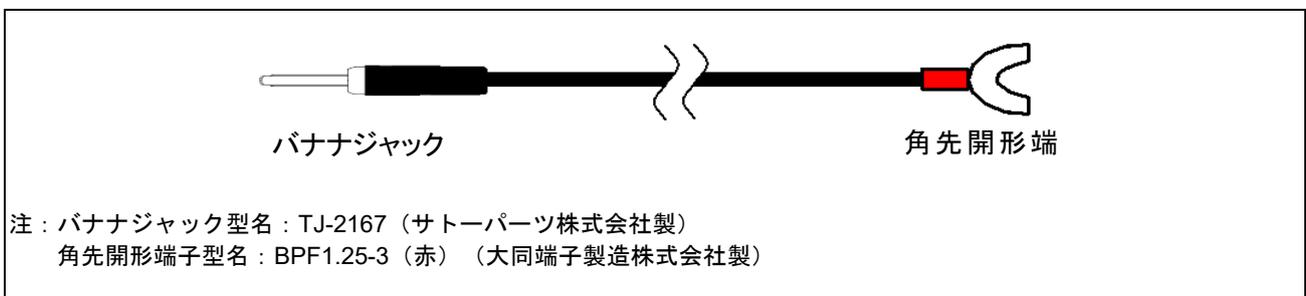 バナナジャック
角先開形端
注：バナナジャック型名：TJ-2167（サトーパーツ株式会社製）
角先開形端子型名：BPF1.25-3（赤）（大同端子製造株式会社製）